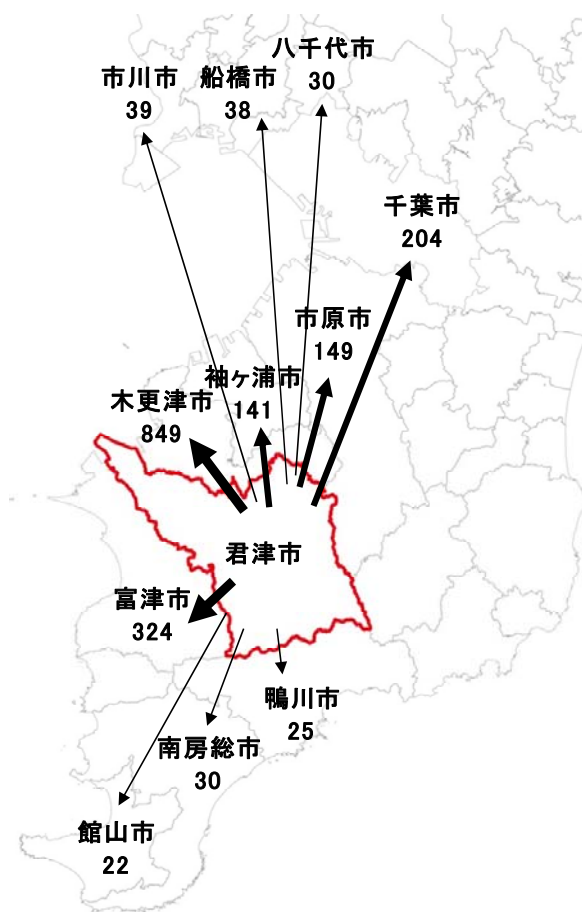 八千代市
30
市川市
39
船橋市
38
千葉市
204
市原市
149
袖ヶ浦市
141
木更津市
849
君津市
富津市
324
鴨川市
25
南房総市
30
館山市
22